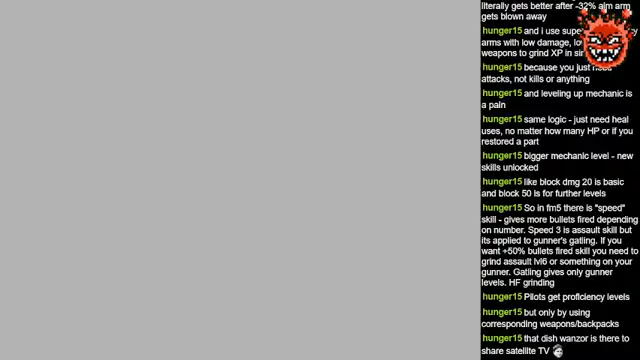 literally gets better after -32% aim arm
gets blown away
hunger15 and i use
arms with low damage,
weapons to grind XP in
hunger15 because you just need
attacks, not kills or anything
hunger15 and leveling up mechanic is
a pain
hunger15 same logic - just need heal
uses, no matter how many HP or if you
restored a part
hunger15 bigger mechanic level - new
skills unlocked
hunger15 like block dmg 20 is basic
and block 50 is for further levels
hunger15 So in fm5 there is "speed"
skill - gives more bullets fired depending
on number. Speed 3 is assault skill but
its applied to gunner's gatling. If you
want +50% bullets fired skill you need to
grind assault lvl6 or something on your
gunner. Gatling gives only gunner
levels. HF grinding
hunger15 Pilots get proficiency levels
hunger15 but only by using
corresponding weapons/backpacks
hunger15 that dish wanzor is there to
share satellite TV